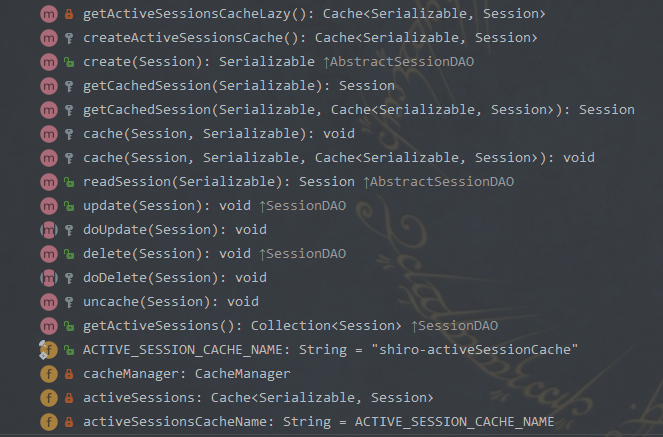 m getActiveSessionsCacheLazy(): Cache<Serializable, Session>
m createActiveSessionsCache(): Cache<Serializable, Session>
m create(Session): Serializable ↑AbstractSessionDAO
m getCachedSession(Serializable): Session
m getCachedSession(Serializable, Cache<Serializable, Session>): Session
m cache(Session, Serializable): void
m cache(Session, Serializable, Cache<Serializable, Session>): void
m readSession(Serializable): Session ↑AbstractSessionDAO
m update(Session): void ↑SessionDAO
m doUpdate(Session): void
m delete(Session): void ↑SessionDAO
m doDelete(Session): void
m uncache(Session): void
m getActiveSessions(): Collection<Session> ↑SessionDAO
f ACTIVE_SESSION_CACHE_NAME: String = "shiro-activeSessionCache"
f cacheManager: CacheManager
f activeSessions: Cache<Serializable, Session>
f activeSessionsCacheName: String = ACTIVE_SESSION_CACHE_NAME